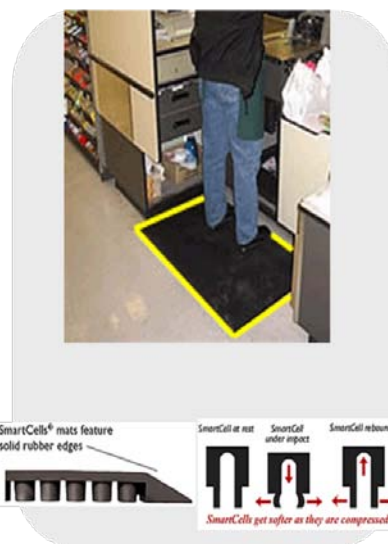 SmartCells® mats feature
solid rubber edges
SmartCell at rest
SmartCell
under impact
SmartCell rebound
SmartCells get softer as they are compressed